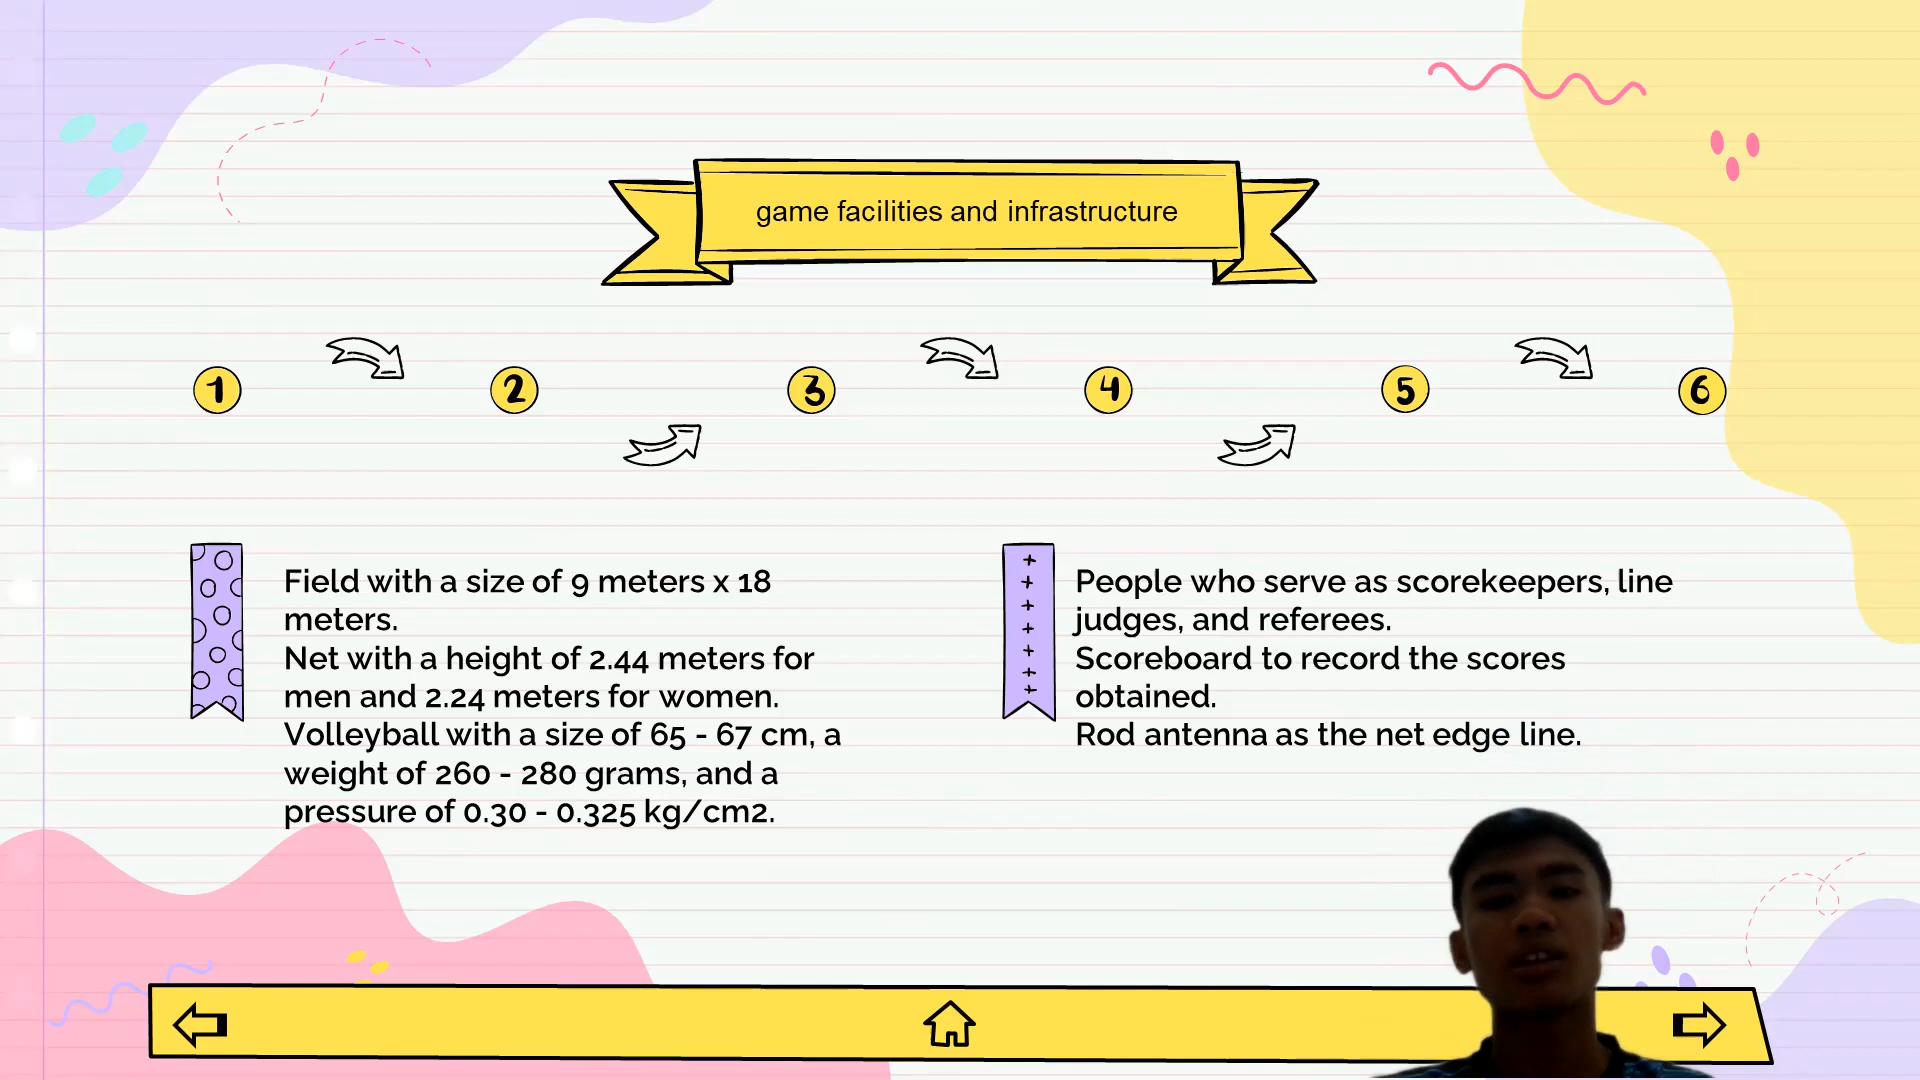 game facilities and infrastructure
1 2 3 4 5 6
Field with a size of 9 meters x 18
meters.
Net with a height of 2.44 meters for
men and 2.24 meters for women.
Volleyball with a size of 65 - 67 cm, a
weight of 260 - 280 grams, and a
pressure of 0.30 - 0.325 kg/cm2.
People who serve as scorekeepers, line
judges, and referees.
Scoreboard to record the scores
obtained.
Rod antenna as the net edge line.